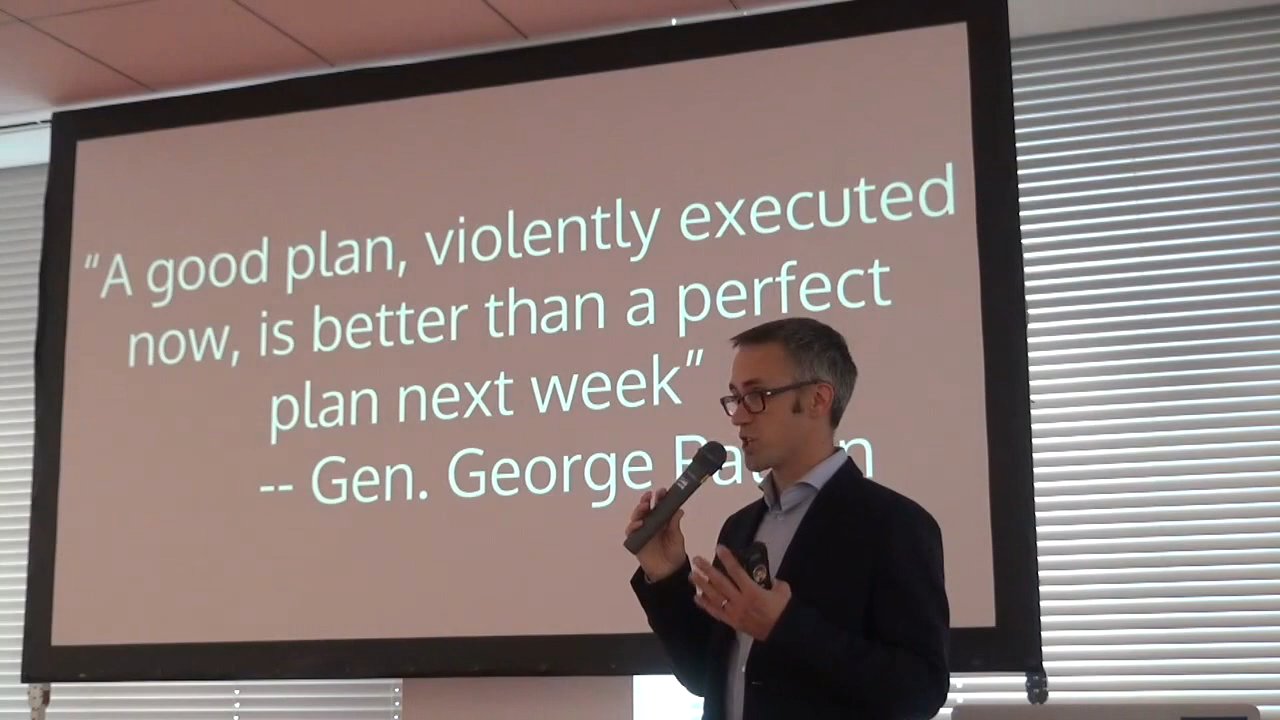 “A good plan, violently executed
now, is better than a perfect
plan next week”
-- Gen. George